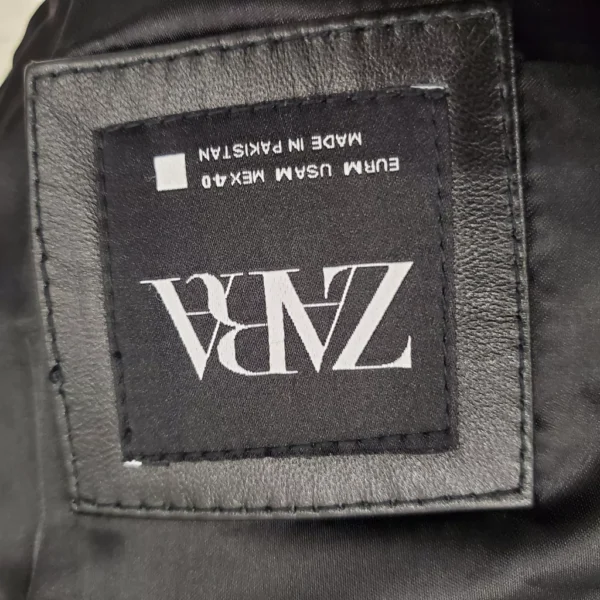 ZARA
EUR M USA M MEX 40
MADE IN PAKISTAN